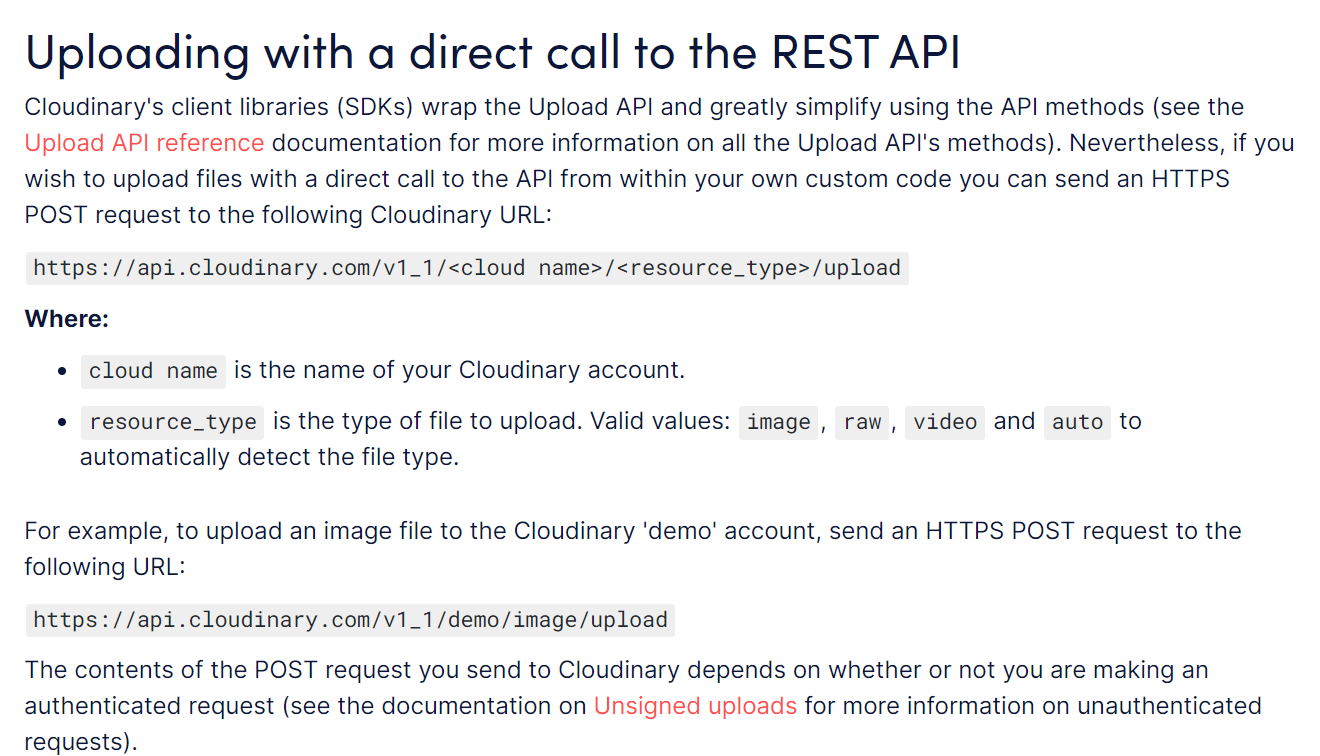 Uploading with a direct call to the REST API
Cloudinary's client libraries (SDKs) wrap the Upload API and greatly simplify using the API methods (see the
Upload API reference documentation for more information on all the Upload API's methods). Nevertheless, if you
wish to upload files with a direct call to the API from within your own custom code you can send an HTTPS
POST request to the following Cloudinary URL:
https://api.cloudinary.com/v1_1/<cloud name>/<resource_type>/upload
Where:
• cloud name is the name of your Cloudinary account.
• resource_type is the type of file to upload. Valid values: image, raw, video and auto to
automatically detect the file type.
For example, to upload an image file to the Cloudinary 'demo' account, send an HTTPS POST request to the
following URL:
https://api.cloudinary.com/v1_1/demo/image/upload
The contents of the POST request you send to Cloudinary depends on whether or not you are making an
authenticated request (see the documentation on Unsigned uploads for more information on unauthenticated
requests).